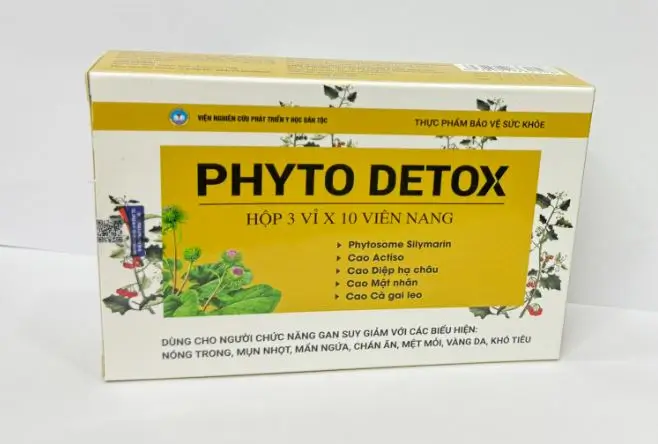 VIỆN NGHIÊN CỨU PHÁT TRIỂN Y HỌC DÂN TỘC
THỰC PHẨM BẢO VỆ SỨC KHỎE
PHYTO DETOX
HỘP 3 VỈ X 10 VIÊN NANG
Phytosome Silymarin
Cao Actiso
Cao Diệp hạ châu
Cao Mật nhân
Cao Cà gai leo
DÙNG CHO NGƯỜI CHỨC NĂNG GAN SUY GIẢM VỚI CÁC BIỂU HIỆN:
NÓNG TRONG, MỤN NHỌT, MẨN NGỨA, CHÁN ĂN, MỆT MỎI, VÀNG DA, KHÓ TIÊU